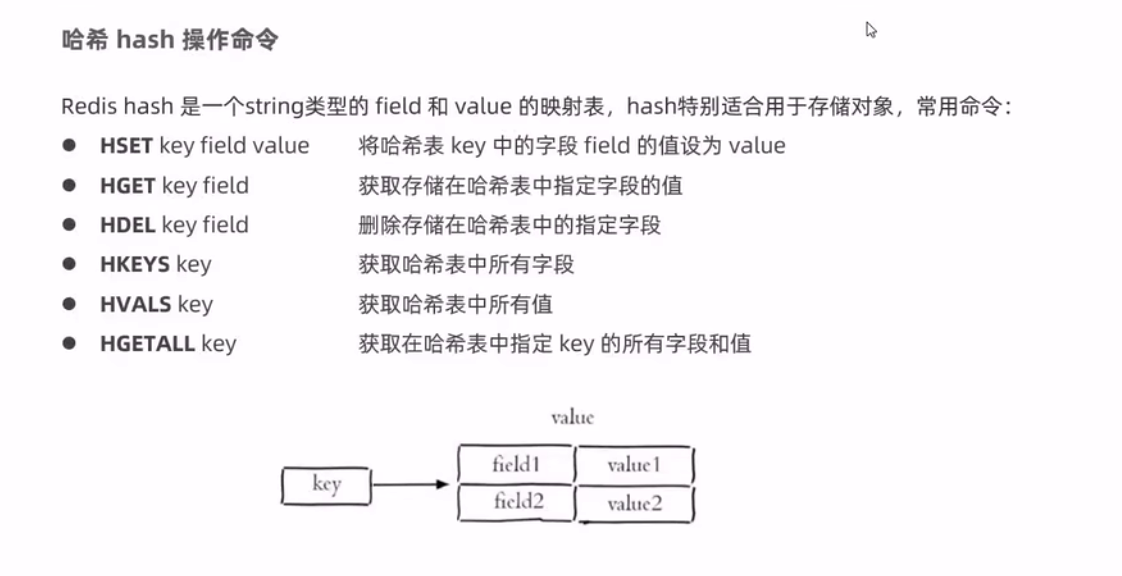 哈希 hash 操作命令
Redis hash 是一个string类型的 field 和 value 的映射表，hash特别适合用于存储对象，常用命令：
● HSET key field value 将哈希表 key 中的字段 field 的值设为 value
● HGET key field 获取存储在哈希表中指定字段的值
● HDEL key field 删除存储在哈希表中的指定字段
● HKEYS key 获取哈希表中所有字段
● HVALS key 获取哈希表中所有值
● HGETALL key 获取在哈希表中指定 key 的所有字段和值
value
key
field1 value1
field2 value2